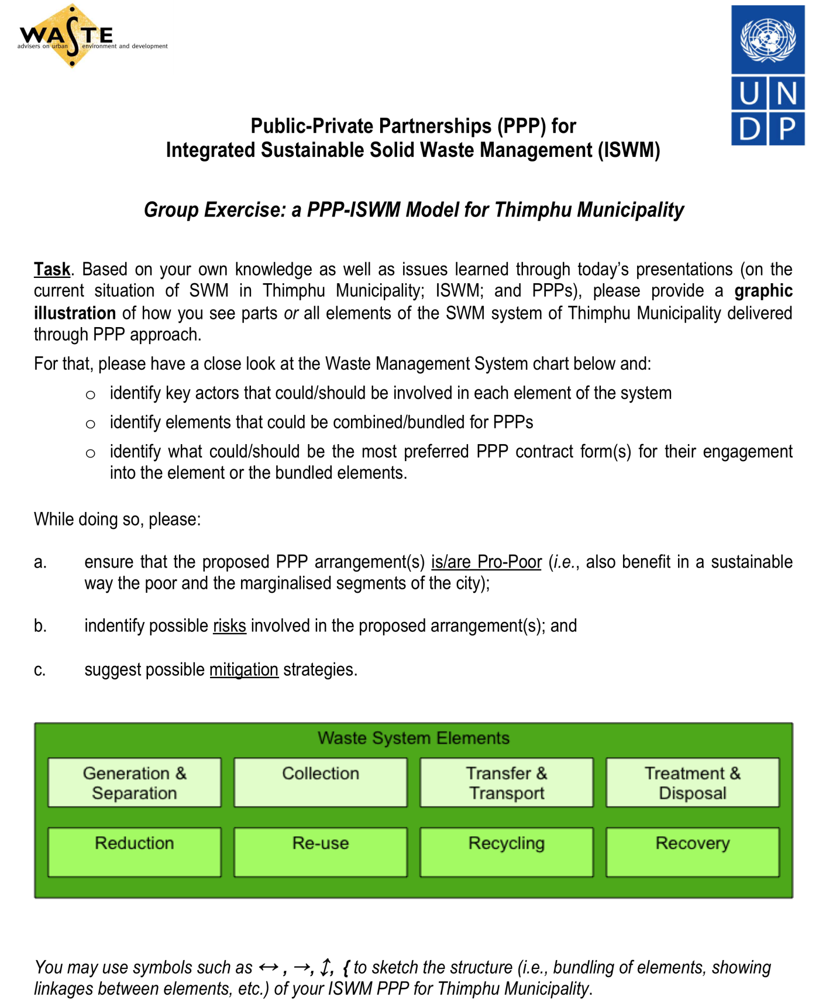 WASTE
advisers on urban environment and development
U N
D P
Public-Private Partnerships (PPP) for
Integrated Sustainable Solid Waste Management (ISWM)
Group Exercise: a PPP-ISWM Model for Thimphu Municipality
Task. Based on your own knowledge as well as issues learned through today's presentations (on the
current situation of SWM in Thimphu Municipality; ISWM; and PPPs), please provide a graphic
illustration of how you see parts or all elements of the SWM system of Thimphu Municipality delivered
through PPP approach.
For that, please have a close look at the Waste Management System chart below and:
o identify key actors that could/should be involved in each element of the system
o identify elements that could be combined/bundled for PPPs
o identify what could/should be the most preferred PPP contract form(s) for their engagement
into the element or the bundled elements.
While doing so, please:
a. ensure that the proposed PPP arrangement(s) is/are Pro-Poor (i.e., also benefit in a sustainable
way the poor and the marginalised segments of the city);
b. indentify possible risks involved in the proposed arrangement(s); and
c. suggest possible mitigation strategies.
Waste System Elements
Generation &
Separation
Collection
Transfer &
Transport
Treatment &
Disposal
Reduction
Re-use
Recycling
Recovery
You may use symbols such as ↔ , →, ↕, { to sketch the structure (i.e., bundling of elements, showing
linkages between elements, etc.) of your ISWM PPP for Thimphu Municipality.